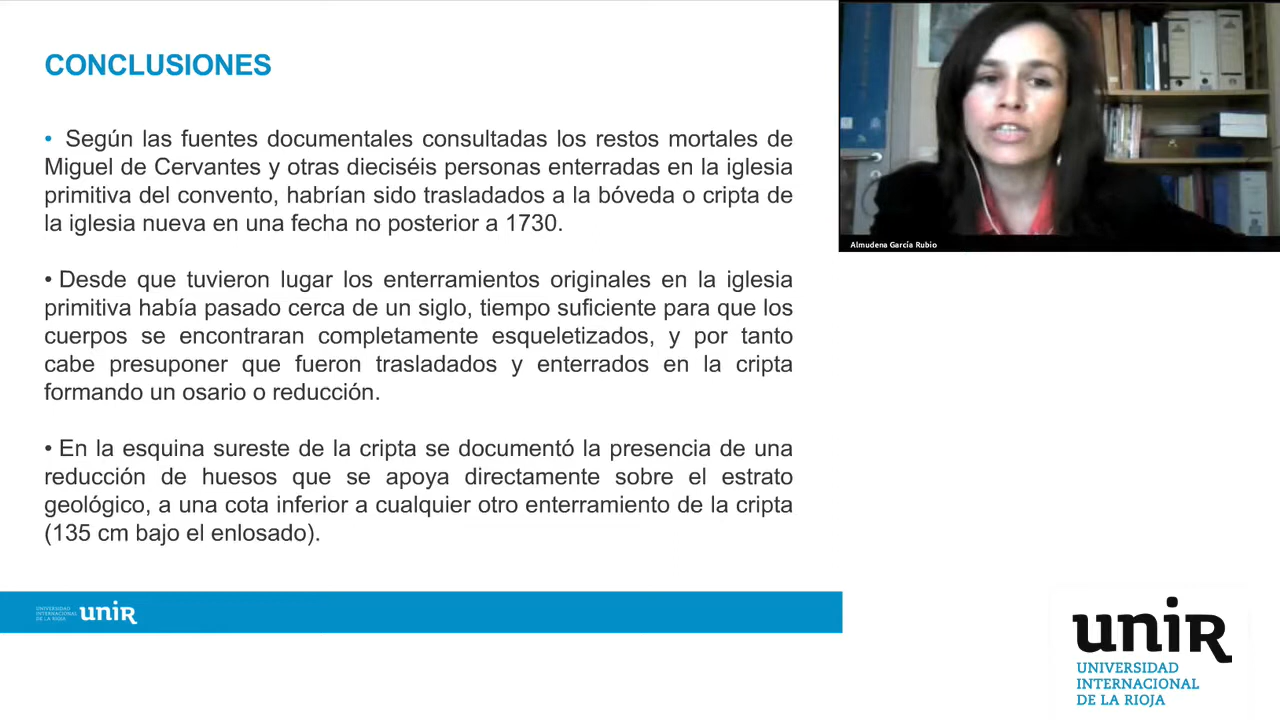 CONCLUSIONES
• Según las fuentes documentales consultadas los restos mortales de
Miguel de Cervantes y otras dieciséis personas enterradas en la iglesia
primitiva del convento, habrían sido trasladados a la bóveda o cripta de
la iglesia nueva en una fecha no posterior a 1730.
• Desde que tuvieron lugar los enterramientos originales en la iglesia
primitiva había pasado cerca de un siglo, tiempo suficiente para que los
cuerpos se encontraran completamente esqueletizados, y por tanto
cabe presuponer que fueron trasladados y enterrados en la cripta
formando un osario o reducción.
• En la esquina sureste de la cripta se documentó la presencia de una
reducción de huesos que se apoya directamente sobre el estrato
geológico, a una cota inferior a cualquier otro enterramiento de la cripta
(135 cm bajo el enlosado).
Almudena García Rubio
UNIVERSIDAD
INTERNACIONAL
DE LA RIOJA
unir
unir
UNIVERSIDAD
INTERNACIONAL
DE LA RIOJA